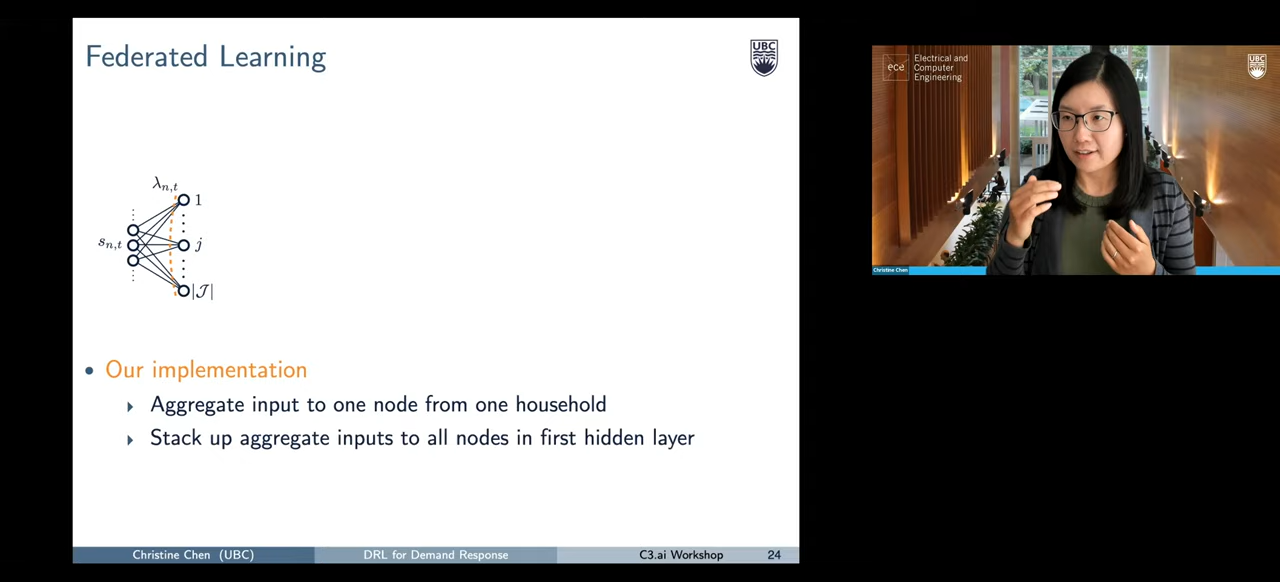 Federated Learning
UBC
λn,t
1
sn,t
j
|𝒥|
• Our implementation
Aggregate input to one node from one household
Stack up aggregate inputs to all nodes in first hidden layer
Christine Chen (UBC)
DRL for Demand Response
C3.ai Workshop
24
ece
Electrical and
Computer
Engineering
UBC
Christine Chen